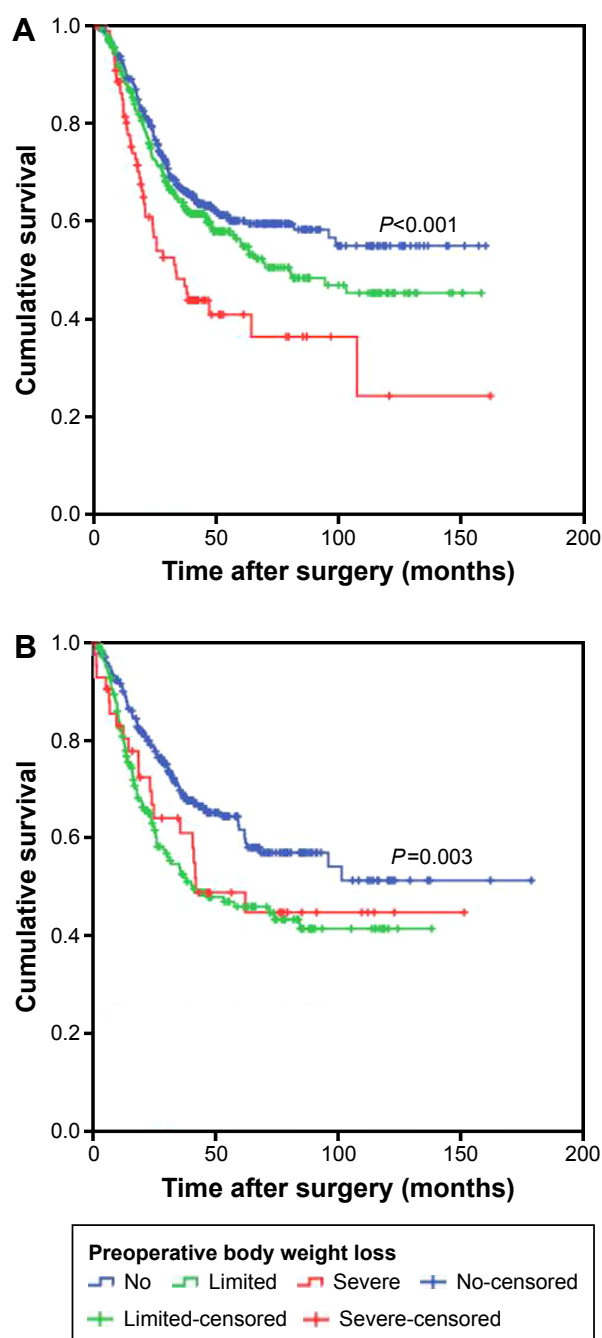 A
1.0
0.8
0.6
0.4
0.2
0.0
Cumulative survival
P<0.001
0 50 100 150 200
Time after surgery (months)
B
1.0
0.8
0.6
0.4
0.2
0.0
Cumulative survival
P=0.003
0 50 100 150 200
Time after surgery (months)
Preoperative body weight loss
No Limited Severe No-censored
Limited-censored Severe-censored